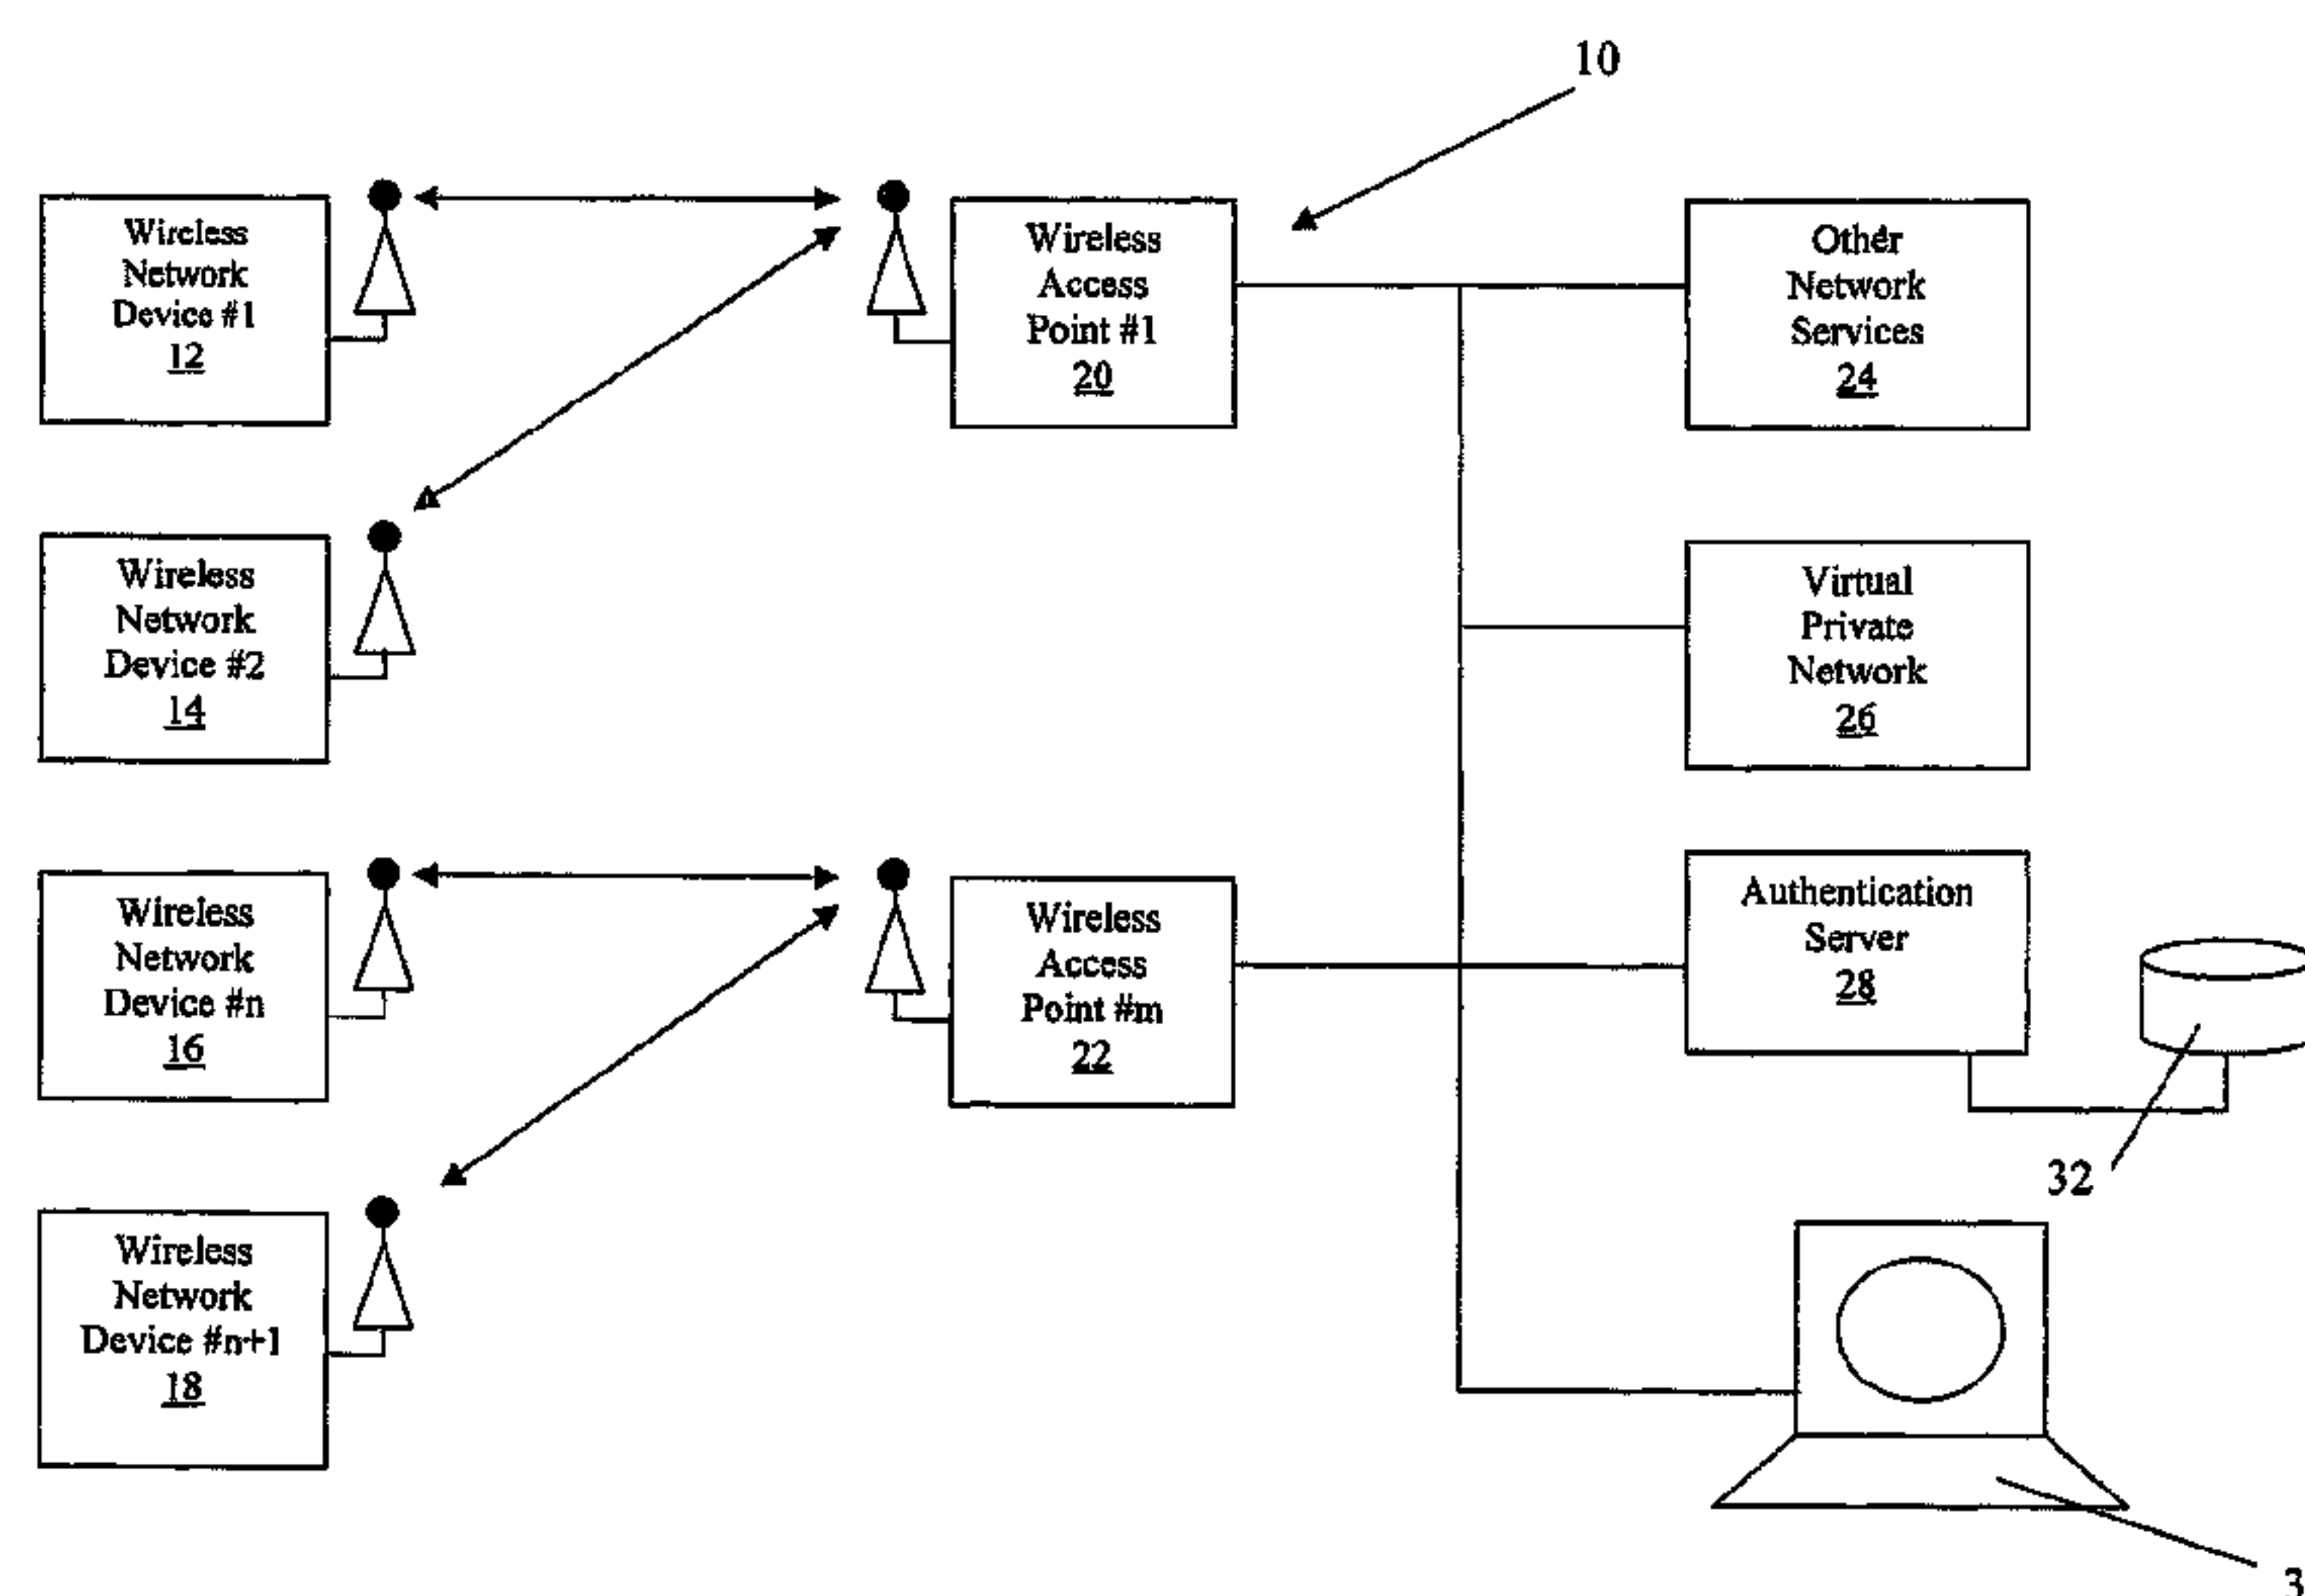 10
Wireless
Network
Device #1
12
Wireless
Access
Point #1
20
Other
Network
Services
24
Wireless
Network
Device #2
14
Virtual
Private
Network
26
Wireless
Network
Device #n
16
Wireless
Access
Point #m
22
Authentication
Server
28
32
Wireless
Network
Device #n+1
18